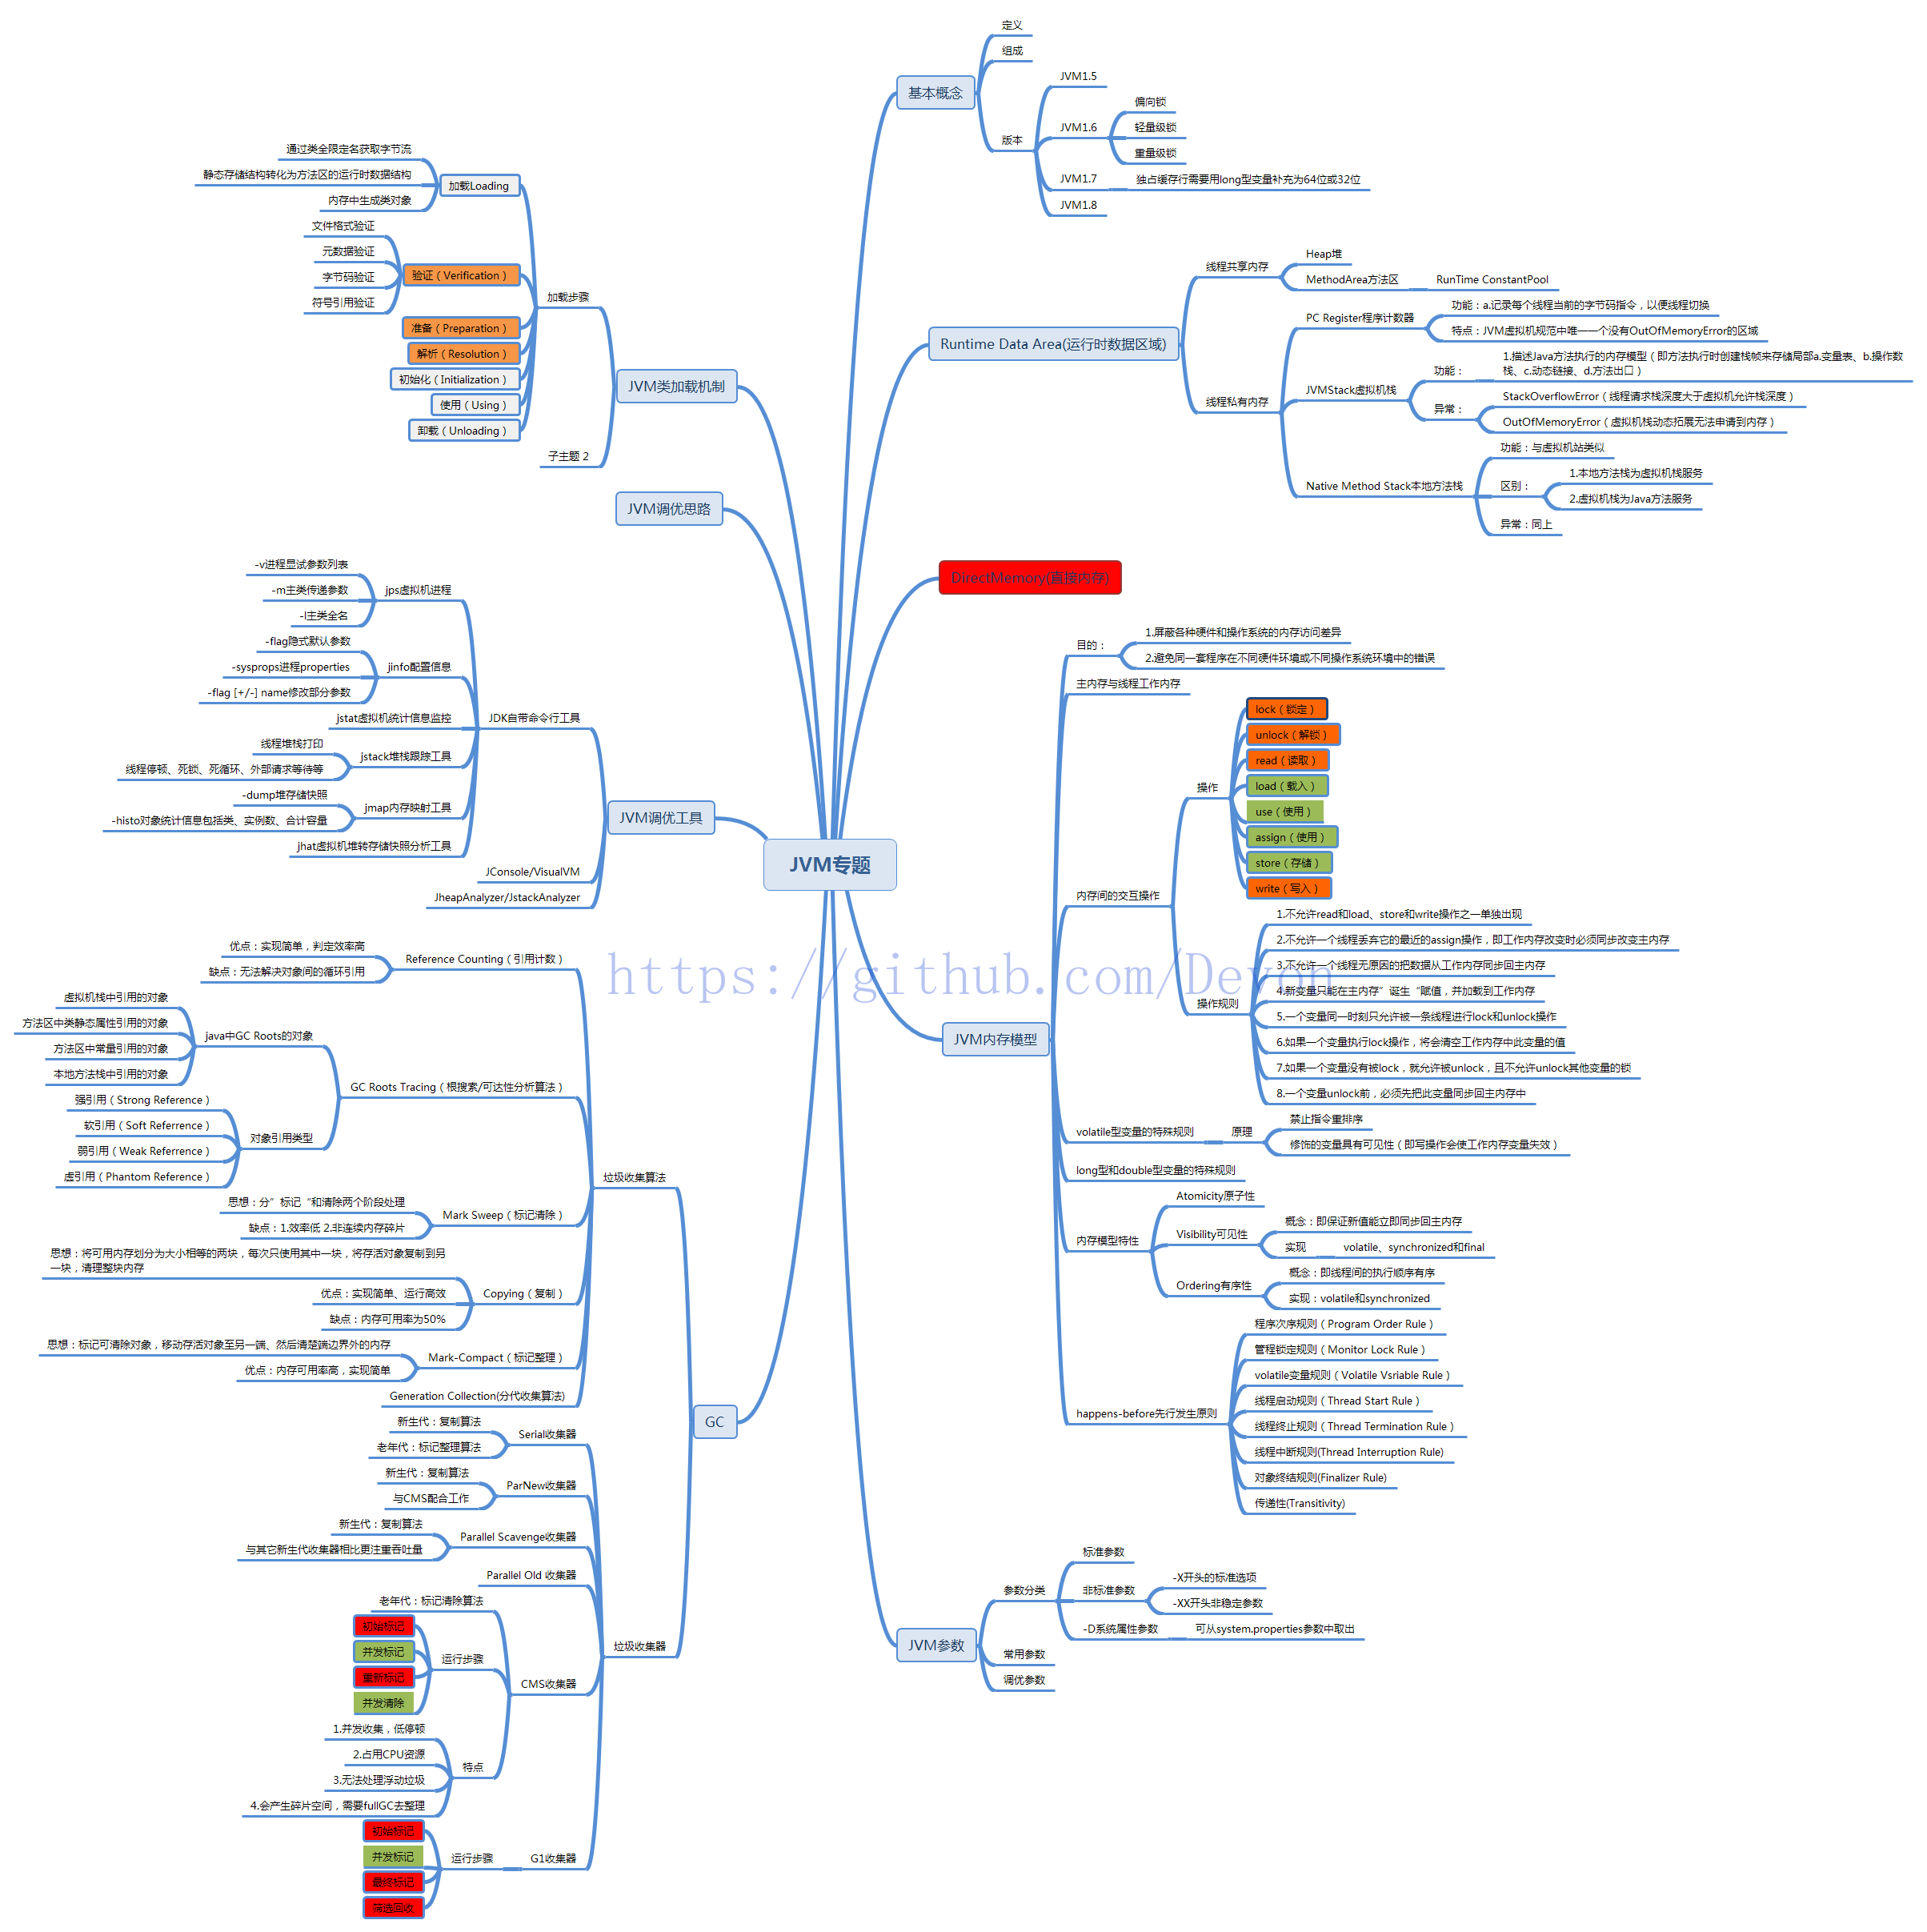 JVM专题
基本概念
定义
组成
版本
JVM1.5
JVM1.6
偏向锁
轻量级锁
重量级锁
JVM1.7
独占缓存行需要用long型变量补充为64位或32位
JVM1.8
Runtime Data Area(运行时数据区域)
线程共享内存
Heap堆
MethodArea方法区
RunTime ConstantPool
线程私有内存
PC Register程序计数器
功能：a.记录每个线程当前的字节码指令，以便线程切换
特点：JVM虚拟机规范中唯一一个没有OutOfMemoryError的区域
JVMStack虚拟机栈
功能：
1.描述Java方法执行的内存模型（即方法执行时创建栈帧来存储局部a.变量表、b.操作数
栈、c.动态链接、d.方法出口）
异常：
StackOverflowError（线程请求栈深度大于虚拟机允许栈深度）
OutOfMemoryError（虚拟机栈动态拓展无法申请到内存）
Native Method Stack本地方法栈
功能：与虚拟机站类似
区别：
1.本地方法栈为虚拟机栈服务
2.虚拟机栈为Java方法服务
异常：同上
DirectMemory(直接内存)
JVM内存模型
目的：
1.屏蔽各种硬件和操作系统的内存访问差异
2.避免同一套程序在不同硬件环境或不同操作系统环境中的错误
主内存与线程工作内存
内存间的交互操作
操作
lock（锁定）
unlock（解锁）
read（读取）
load（载入）
use（使用）
assign（使用）
store（存储）
write（写入）
操作规则
1.不允许read和load、store和write操作之一单独出现
2.不允许一个线程丢弃它的最近的assign操作，即工作内存改变时必须同步改变主内存
3.不允许一个线程无原因的把数据从工作内存同步回主内存
4.新变量只能在主内存”诞生“赋值，并加载到工作内存
5.一个变量同一时刻只允许被一条线程进行lock和unlock操作
6.如果一个变量执行lock操作，将会清空工作内存中此变量的值
7.如果一个变量没有被lock，就允许被unlock，且不允许unlock其他变量的锁
8.一个变量unlock前，必须先把此变量同步回主内存中
volatile型变量的特殊规则
原理
禁止指令重排序
修饰的变量具有可见性（即写操作会使工作内存变量失效）
long型和double型变量的特殊规则
内存模型特性
Atomicity原子性
Visibility可见性
概念：即保证新值能立即同步回主内存
实现
volatile、synchronized和final
Ordering有序性
概念：即线程间的执行顺序有序
实现：volatile和synchronized
happens-before先行发生原则
程序次序规则（Program Order Rule）
管程锁定规则（Monitor Lock Rule）
volatile变量规则（Volatile Vsriable Rule）
线程启动规则（Thread Start Rule）
线程终止规则（Thread Termination Rule）
线程中断规则(Thread Interruption Rule)
对象终结规则(Finalizer Rule)
传递性(Transitivity)
JVM参数
参数分类
标准参数
非标准参数
-X开头的标准选项
-XX开头非稳定参数
-D系统属性参数
可从system.properties参数中取出
常用参数
调优参数
JVM类加载机制
加载步骤
加载Loading
通过类全限定名获取字节流
静态存储结构转化为方法区的运行时数据结构
内存中生成类对象
验证（Verification）
文件格式验证
元数据验证
字节码验证
符号引用验证
准备（Preparation）
解析（Resolution）
初始化（Initialization）
使用（Using）
卸载（Unloading）
子主题 2
JVM调优思路
JVM调优工具
JDK自带命令行工具
jps虚拟机进程
-v进程显试参数列表
-m主类传递参数
-l主类全名
jinfo配置信息
-flag隐式默认参数
-sysprops进程properties
-flag [+/-] name修改部分参数
jstat虚拟机统计信息监控
jstack堆栈跟踪工具
线程堆栈打印
线程停顿、死锁、死循环、外部请求等待等
jmap内存映射工具
-dump堆存储快照
-histo对象统计信息包括类、实例数、合计容量
jhat虚拟机堆转存储快照分析工具
JConsole/VisualVM
JheapAnalyzer/JstackAnalyzer
GC
垃圾收集算法
Reference Counting（引用计数）
优点：实现简单，判定效率高
缺点：无法解决对象间的循环引用
GC Roots Tracing（根搜索/可达性分析算法）
java中GC Roots的对象
虚拟机栈中引用的对象
方法区中类静态属性引用的对象
方法区中常量引用的对象
本地方法栈中引用的对象
对象引用类型
强引用（Strong Reference）
软引用（Soft Referrence）
弱引用（Weak Referrence）
虚引用（Phantom Reference）
Mark Sweep（标记清除）
思想：分”标记“和清除两个阶段处理
缺点：1.效率低 2.非连续内存碎片
Copying（复制）
思想：将可用内存划分为大小相等的两块，每次只使用其中一块，将存活对象复制到另
一块，清理整块内存
优点：实现简单、运行高效
缺点：内存可用率为50%
Mark-Compact（标记整理）
思想：标记可清除对象，移动存活对象至另一端、然后清楚端边界外的内存
优点：内存可用率高，实现简单
Generation Collection(分代收集算法)
垃圾收集器
Serial收集器
新生代：复制算法
老年代：标记整理算法
ParNew收集器
新生代：复制算法
与CMS配合工作
Parallel Scavenge收集器
新生代：复制算法
与其它新生代收集器相比更注重吞吐量
Parallel Old 收集器
CMS收集器
老年代：标记清除算法
运行步骤
初始标记
并发标记
重新标记
并发清除
特点
1.并发收集，低停顿
2.占用CPU资源
3.无法处理浮动垃圾
4.会产生碎片空间，需要fullGC去整理
G1收集器
运行步骤
初始标记
并发标记
最终标记
筛选回收
https://github.com/Devon